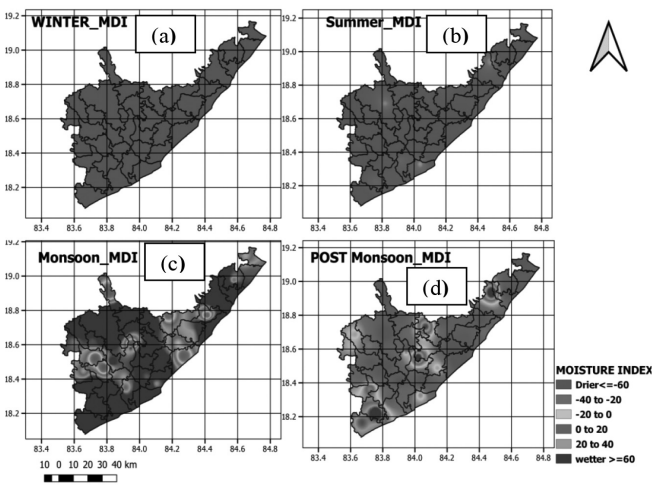 WINTER_MDI
(a)
19.2
19.0
18.8
18.6
18.4
18.2
83.4 83.6 83.8 84.0 84.2 84.4 84.6 84.8
Summer_MDI
(b)
19.2
19.0
18.8
18.6
18.4
18.2
83.4 83.6 83.8 84.0 84.2 84.4 84.6 84.8
Monsoon_MDI
(c)
19.2
19.0
18.8
18.6
18.4
18.2
83.4 83.6 83.8 84.0 84.2 84.4 84.6 84.8
10 0 10 20 30 40 km
POST Monsoon_MDI
(d)
19.2
19.0
18.8
18.6
18.4
18.2
83.4 83.6 83.8 84.0 84.2 84.4 84.6 84.8
MOISTURE INDEX
Drier<=-60
-40 to -20
-20 to 0
0 to 20
20 to 40
wetter >=60